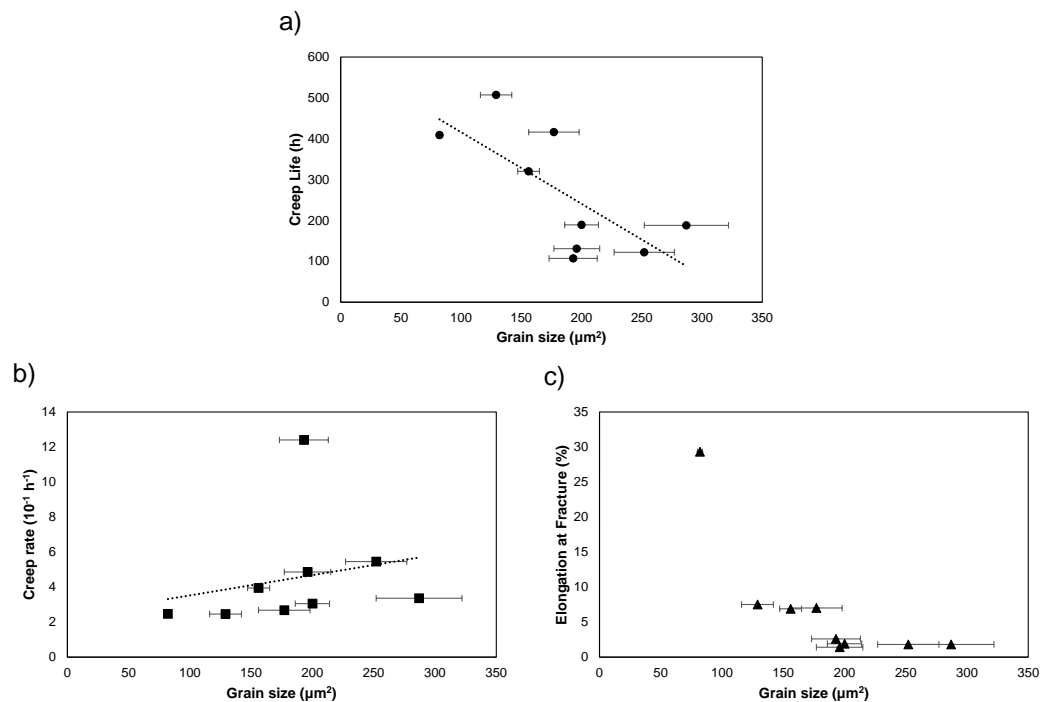 a)
600
500
400
300
200
100
0
Creep Life (h)
0 50 100 150 200 250 300 350
Grain size (µm²)
b)
14
12
10
8
6
4
2
0
Creep rate (10⁻¹ h⁻¹)
0 50 100 150 200 250 300 350
Grain size (µm²)
c)
35
30
25
20
15
10
5
0
Elongation at Fracture (%)
0 50 100 150 200 250 300 350
Grain size (µm²)